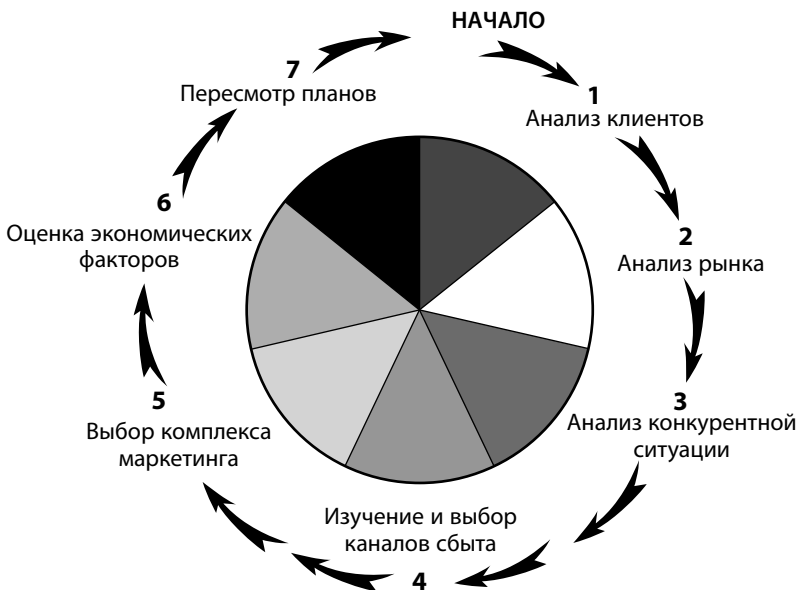 НАЧАЛО
1
Анализ клиентов
2
Анализ рынка
3
Анализ конкурентной
ситуации
Изучение и выбор
каналов сбыта
4
5
Выбор комплекса
маркетинга
6
Оценка экономических
факторов
7
Пересмотр планов